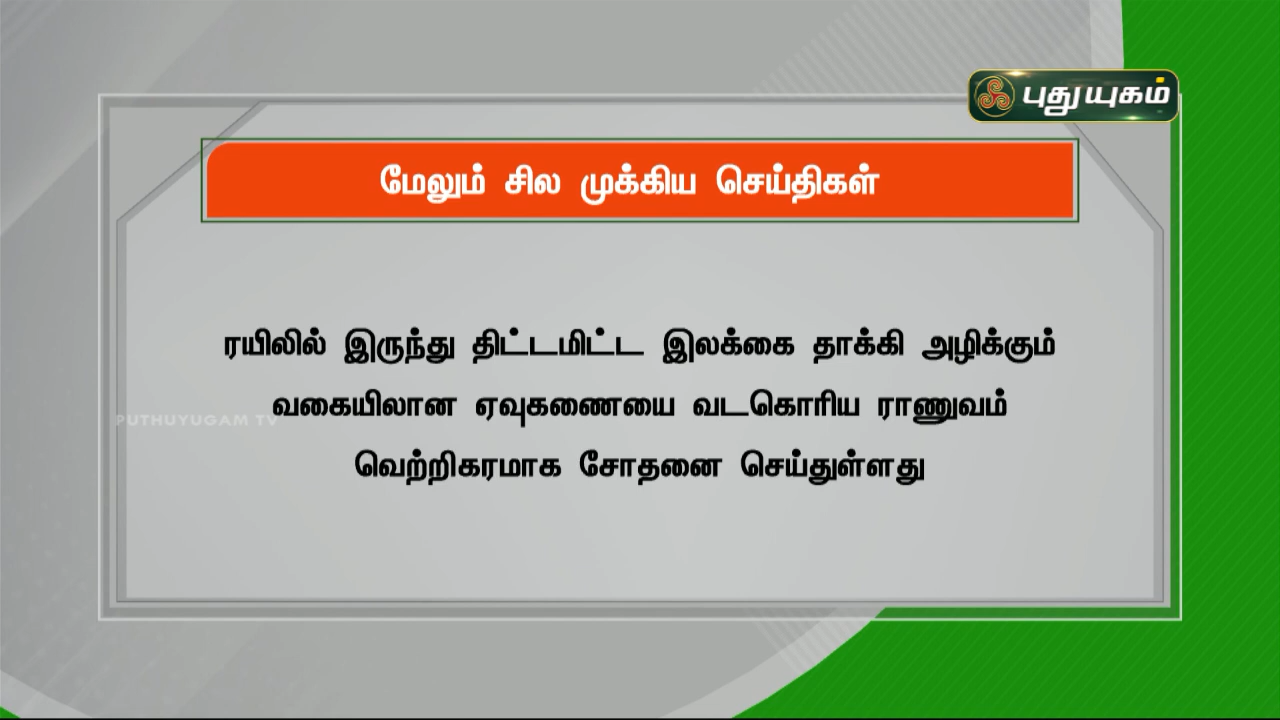 புதுயுகம்
மேலும் சில முக்கிய செய்திகள்
ரயிலில் இருந்து திட்டமிட்ட இலக்கை தாக்கி அழிக்கும்
வகையிலான ஏவுகணையை வடகொரிய ராணுவம்
வெற்றிகரமாக சோதனை செய்துள்ளது
PUTHUYUGAM TV